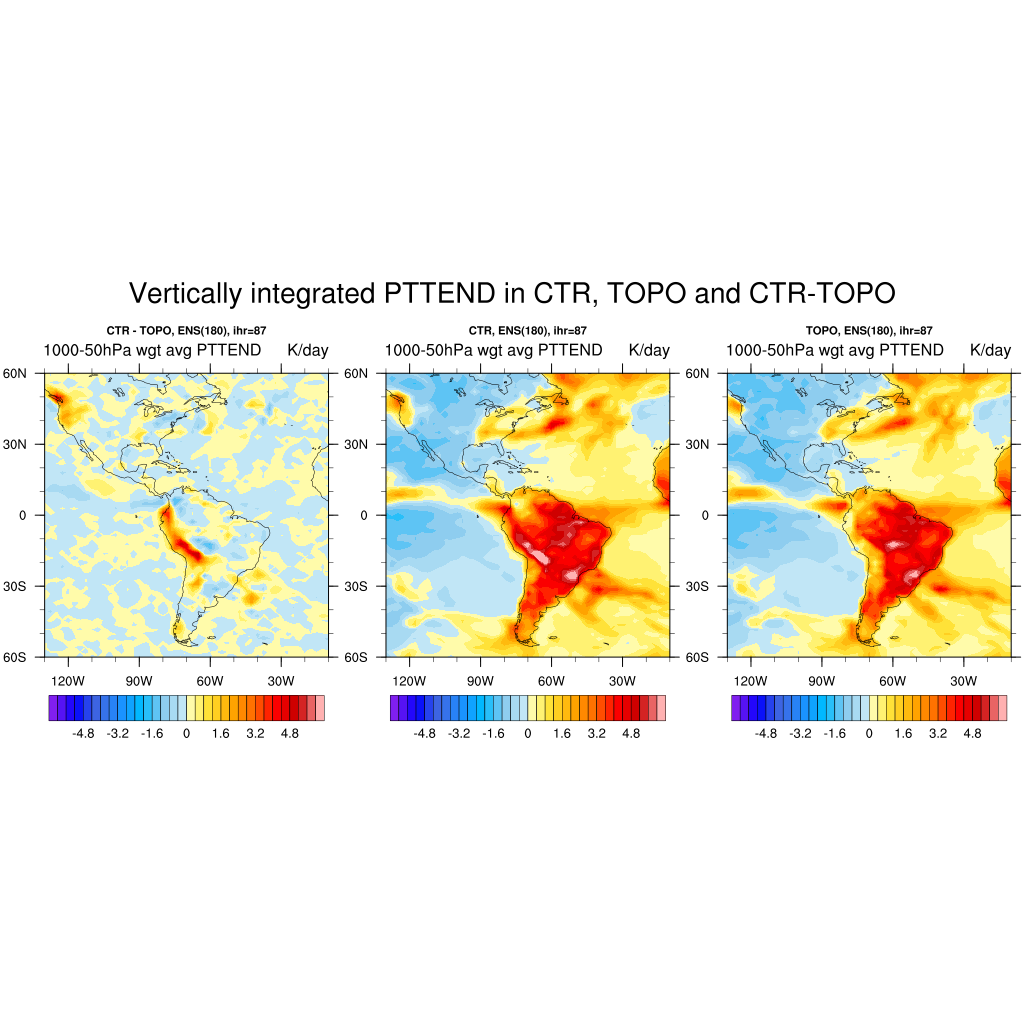 Vertically integrated PTTEND in CTR, TOPO and CTR-TOPO
CTR - TOPO, ENS(180), ihr=87
1000-50hPa wgt avg PTTEND K/day
60N
30N
0
30S
60S
120W 90W 60W 30W
-4.8 -3.2 -1.6 0 1.6 3.2 4.8
CTR, ENS(180), ihr=87
1000-50hPa wgt avg PTTEND K/day
60N
30N
0
30S
60S
120W 90W 60W 30W
-4.8 -3.2 -1.6 0 1.6 3.2 4.8
TOPO, ENS(180), ihr=87
1000-50hPa wgt avg PTTEND K/day
60N
30N
0
30S
60S
120W 90W 60W 30W
-4.8 -3.2 -1.6 0 1.6 3.2 4.8